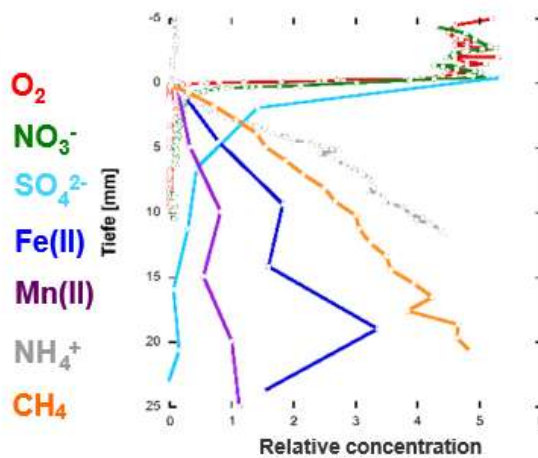 O₂
NO₃⁻
SO₄²⁻
Fe(II)
Mn(II)
NH₄⁺
CH₄
Tiefe [mm]
-5
0
5
10
15
20
25
0 1 2 3 4 5
Relative concentration